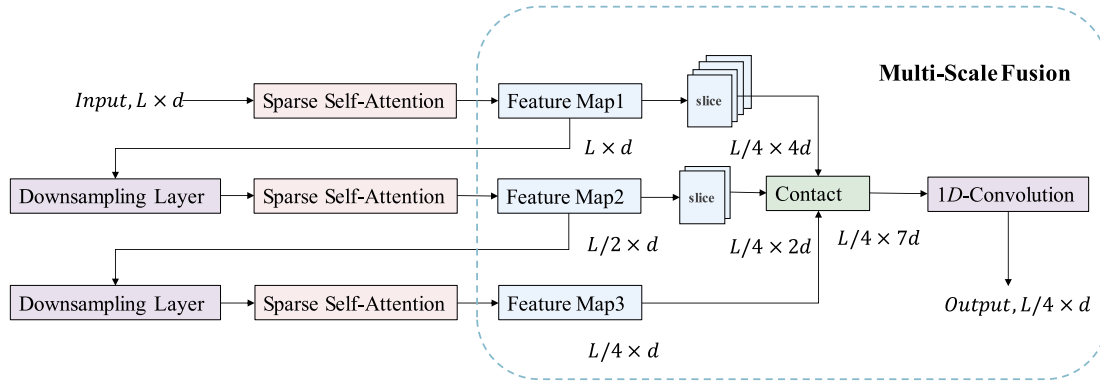 Multi-Scale Fusion
Input, L × d
Sparse Self-Attention
Feature Map1
slice
L × d
L/4 × 4d
Downsampling Layer
Sparse Self-Attention
Feature Map2
slice
Contact
1D-Convolution
L/2 × d
L/4 × 2d
L/4 × 7d
Downsampling Layer
Sparse Self-Attention
Feature Map3
Output, L/4 × d
L/4 × d